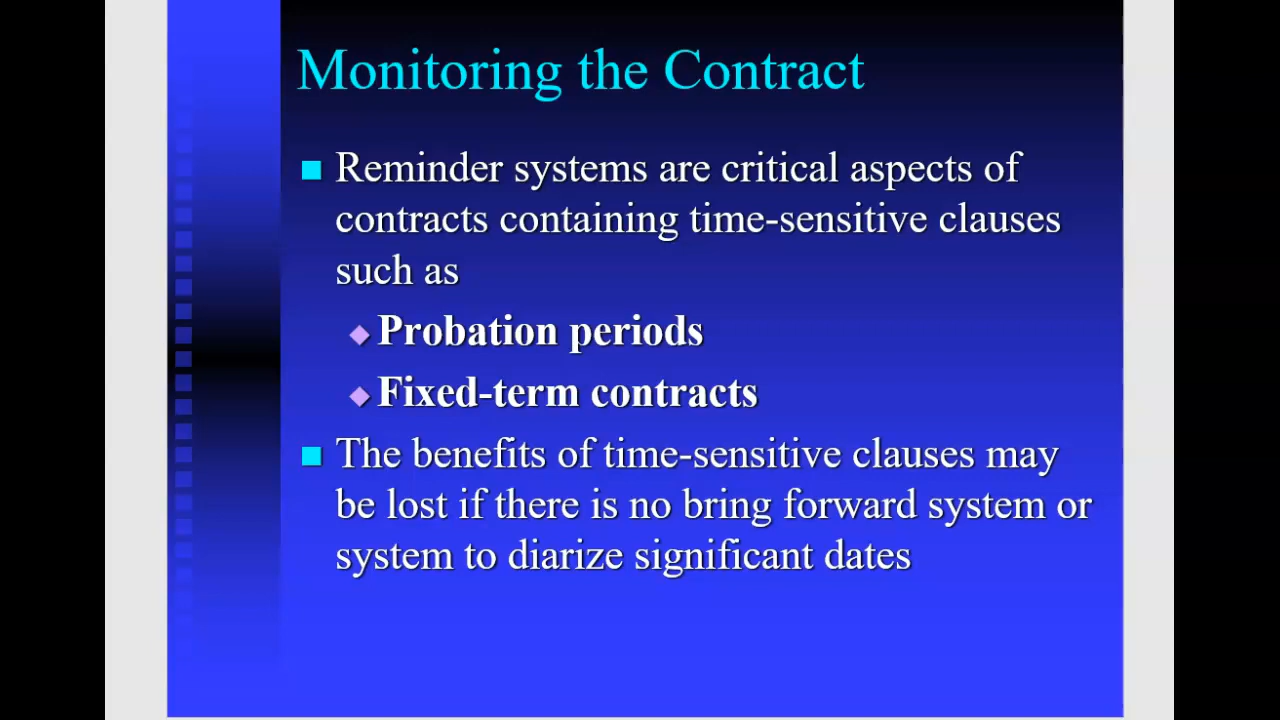 Monitoring the Contract
Reminder systems are critical aspects of
contracts containing time-sensitive clauses
such as
Probation periods
Fixed-term contracts
The benefits of time-sensitive clauses may
be lost if there is no bring forward system or
system to diarize significant dates